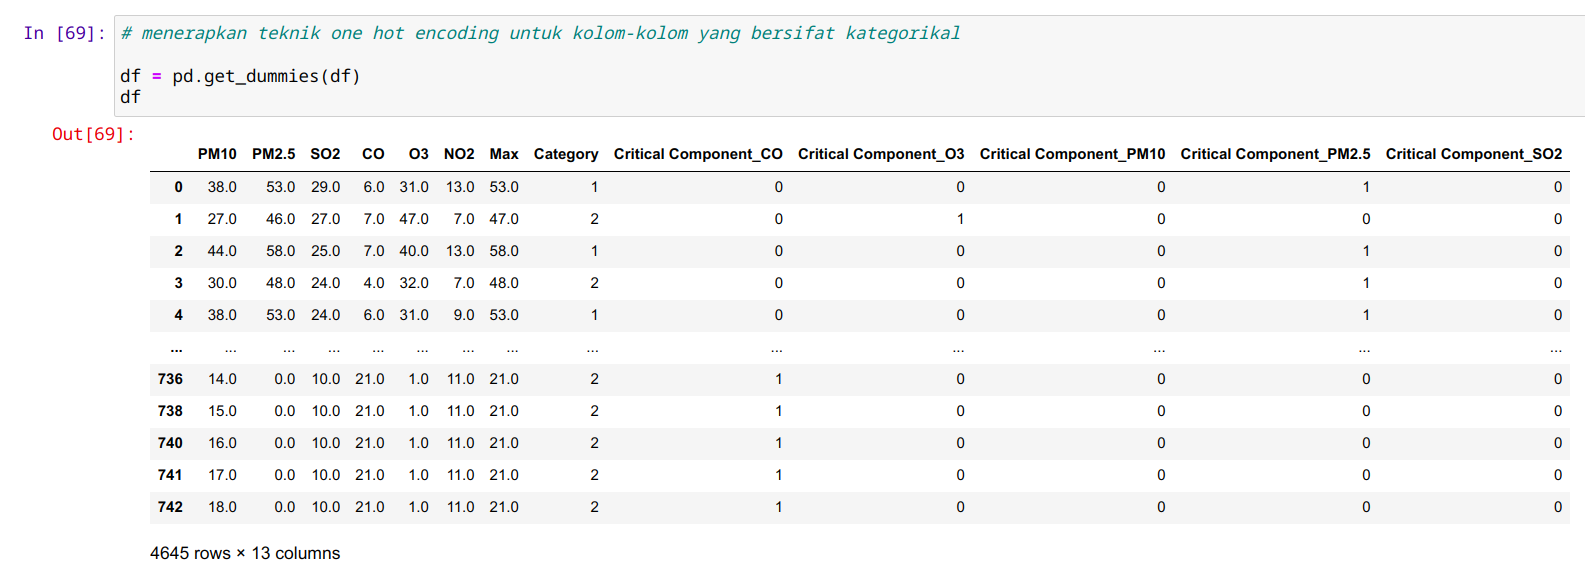 In [69]: # menerapkan teknik one hot encoding untuk kolom-kolom yang bersifat kategorikal
df = pd.get_dummies(df)
df
Out[69]:
PM10 PM2.5 SO2 CO O3 NO2 Max Category Critical Component_CO Critical Component_O3 Critical Component_PM10 Critical Component_PM2.5 Critical Component_SO2
0 38.0 53.0 29.0 6.0 31.0 13.0 53.0 1 0 0 0 1 0
1 27.0 46.0 27.0 7.0 47.0 7.0 47.0 2 0 1 0 0 0
2 44.0 58.0 25.0 7.0 40.0 13.0 58.0 1 0 0 0 1 0
3 30.0 48.0 24.0 4.0 32.0 7.0 48.0 2 0 0 0 1 0
4 38.0 53.0 24.0 6.0 31.0 9.0 53.0 1 0 0 0 1 0
... ... ... ... ... ... ... ... ... ... ... ... ... ...
736 14.0 0.0 10.0 21.0 1.0 11.0 21.0 2 1 0 0 0 0
738 15.0 0.0 10.0 21.0 1.0 11.0 21.0 2 1 0 0 0 0
740 16.0 0.0 10.0 21.0 1.0 11.0 21.0 2 1 0 0 0 0
741 17.0 0.0 10.0 21.0 1.0 11.0 21.0 2 1 0 0 0 0
742 18.0 0.0 10.0 21.0 1.0 11.0 21.0 2 1 0 0 0 0
4645 rows × 13 columns